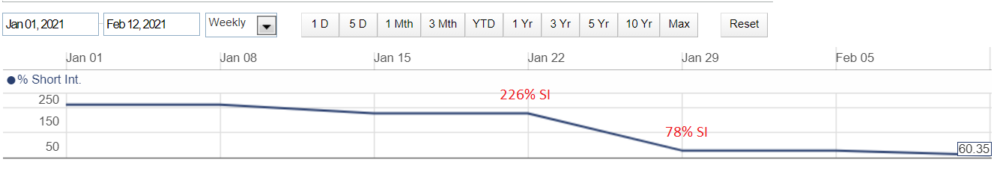 Jan 01, 2021 Feb 12, 2021 Weekly 1 D 5 D 1 Mth 3 Mth YTD 1 Yr 3 Yr 5 Yr 10 Yr Max Reset
Jan 01 Jan 08 Jan 15 Jan 22 Jan 29 Feb 05
% Short Int.
250
226% SI
150
78% SI
50
60.35